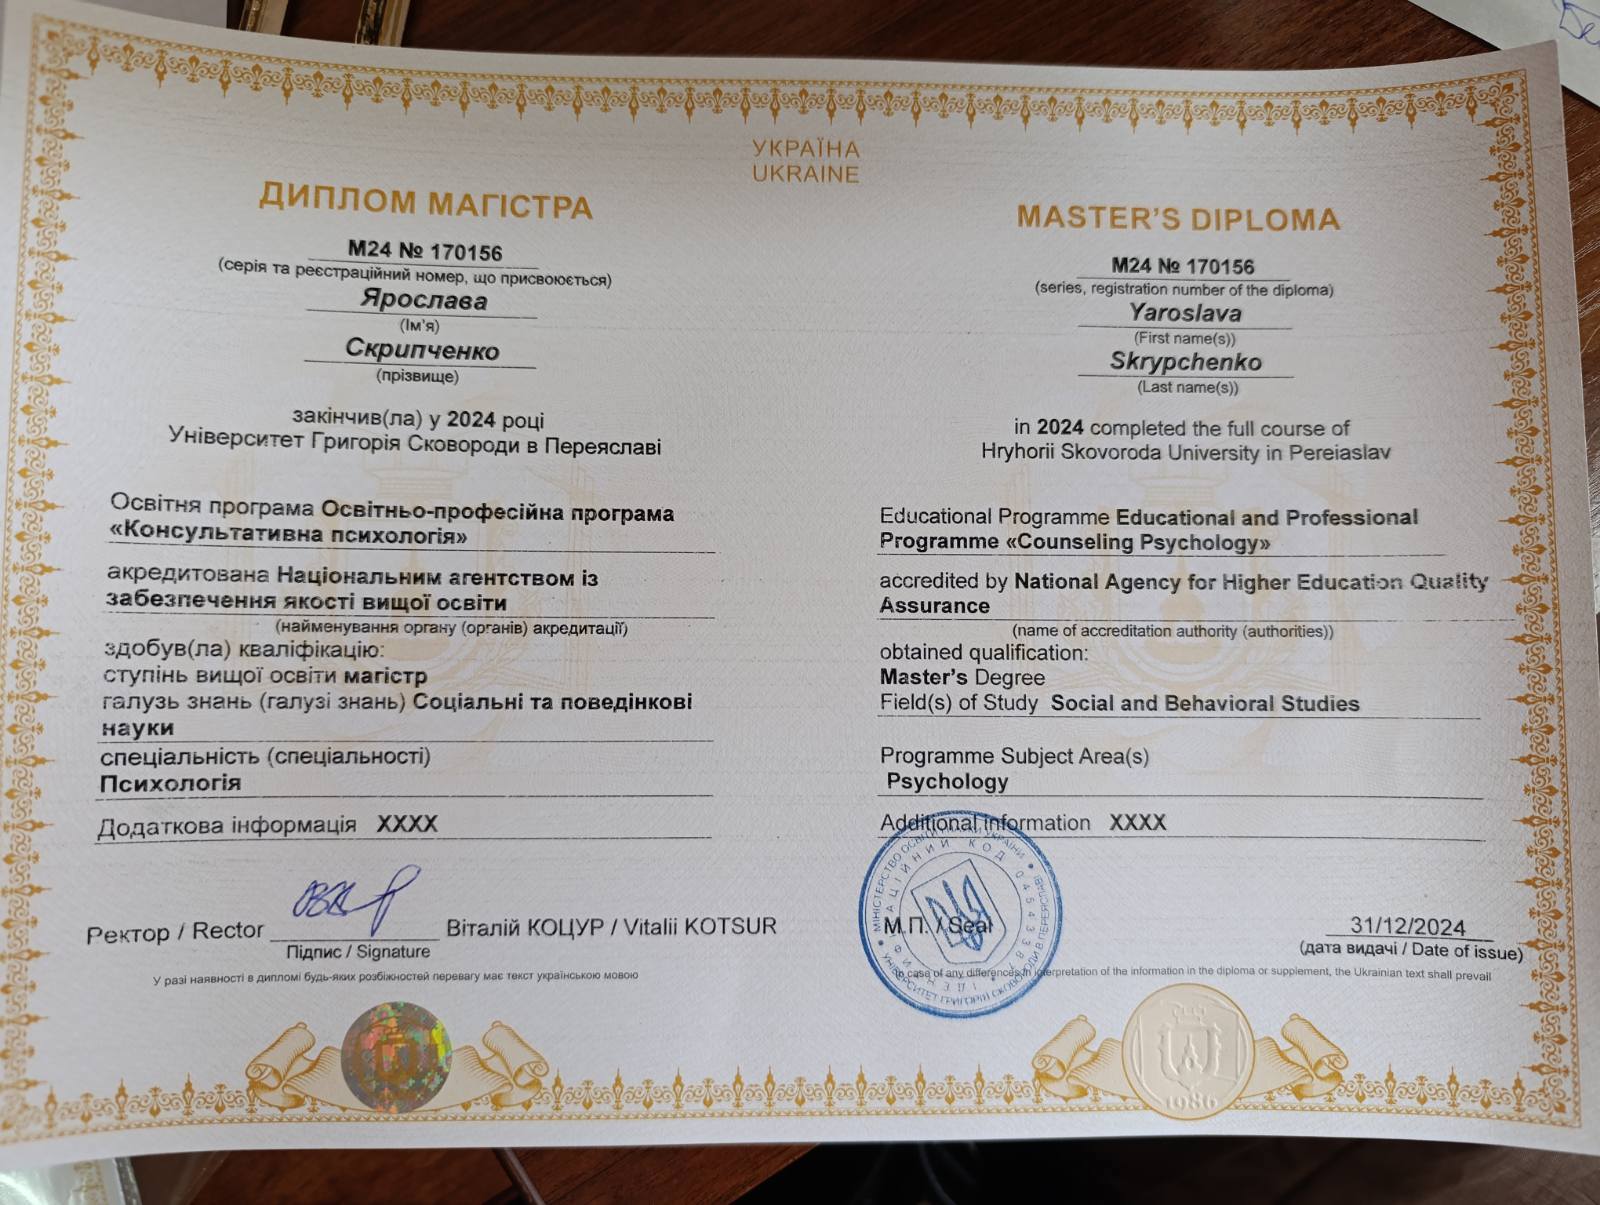 УКРАЇНА
UKRAINE
ДИПЛОМ МАГІСТРА
М24 № 170156
(серія та реєстраційний номер, що присвоюється)
Ярослава
(Ім'я)
Скрипченко
(прізвище)
закінчив(ла) у 2024 році
Університет Григорія Сковороди в Переяславі
Освітня програма Освітньо-професійна програма
«Консультативна психологія»
акредитована Національним агентством із
забезпечення якості вищої освіти
(найменування органу (органів) акредитації)
здобув(ла) кваліфікацію:
ступінь вищої освіти магістр
галузь знань (галузі знань) Соціальні та поведінкові
науки
спеціальність (спеціальності)
Психологія
Додаткова інформація XXXX
Ректор / Rector Віталій КОЦУР / Vitalii KOTSUR
Підпис / Signature
У разі наявності в дипломі будь-яких розбіжностей перевагу має текст українською мовою
MASTER'S DIPLOMA
M24 № 170156
(series, registration number of the diploma)
Yaroslava
(First name(s))
Skrypchenko
(Last name(s))
in 2024 completed the full course of
Hryhorii Skovoroda University in Pereiaslav
Educational Programme Educational and Professional
Programme «Counseling Psychology»
accredited by National Agency for Higher Education Quality
Assurance
(name of accreditation authority (authorities))
obtained qualification:
Master's Degree
Field(s) of Study Social and Behavioral Studies
Programme Subject Area(s)
Psychology
Additional information XXXX
М.П. / Seal
31/12/2024
(дата видачі / Date of issue)
In case of any differences in interpretation of the information in the diploma or supplement, the Ukrainian text shall prevail
МІНІСТЕРСТВО ОСВІТИ І НАУКИ УКРАЇНИ
УНІВЕРСИТЕТ ГРИГОРІЯ СКОВОРОДИ В ПЕРЕЯСЛАВІ
1986